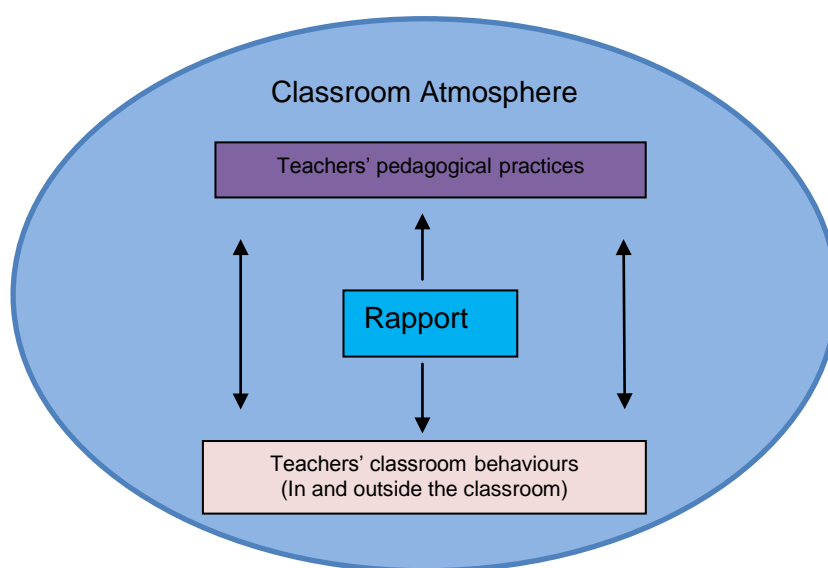 Classroom Atmosphere
Teachers’ pedagogical practices
Rapport
Teachers’ classroom behaviours
(In and outside the classroom)